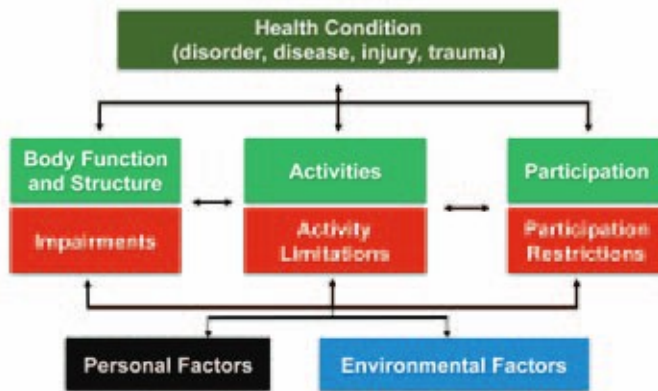 Health Condition
(disorder, disease, injury, trauma)
Body Function
and Structure
Activities
Participation
Impairments
Activity
Limitations
Participation
Restrictions
Personal Factors
Environmental Factors